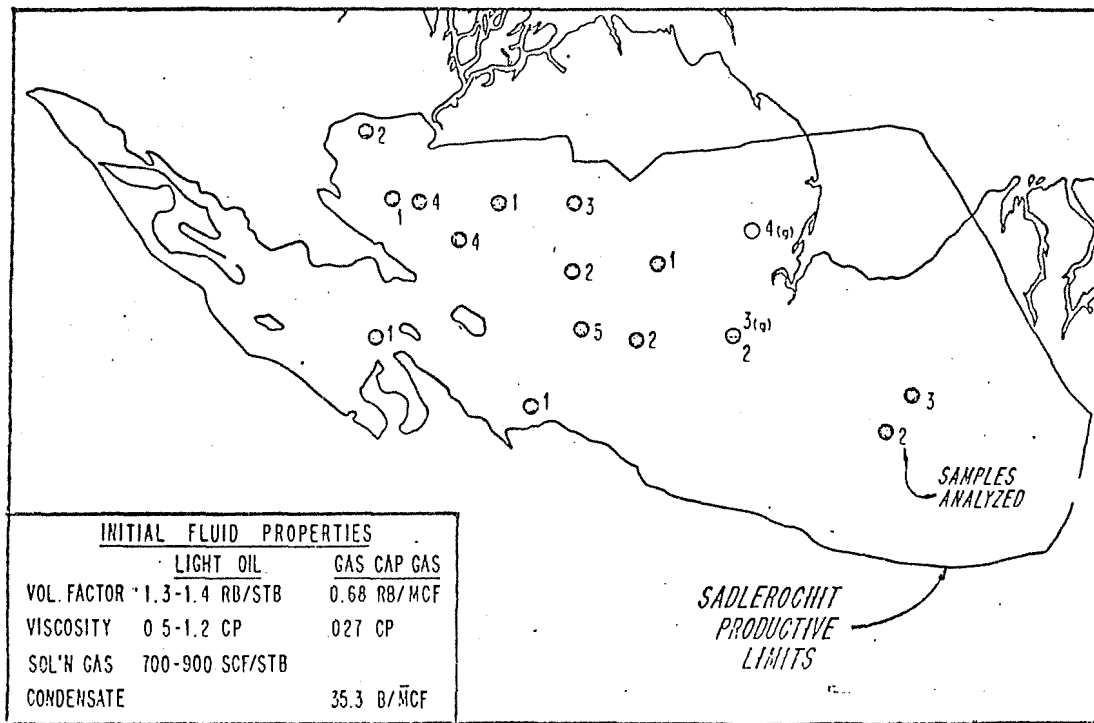 2
1
4
1
3
4
4(g)
2
1
1
5
2
3(g)
2
1
3
2
SAMPLES
ANALYZED
SADLEROCHIT
PRODUCTIVE
LIMITS
INITIAL FLUID PROPERTIES
LIGHT OIL GAS CAP GAS
VOL. FACTOR 1.3-1.4 RB/STB 0.68 RB/MCF
VISCOSITY 0 5-1.2 CP 027 CP
SOL'N GAS 700-900 SCF/STB
CONDENSATE 35.3 B/M̄CF